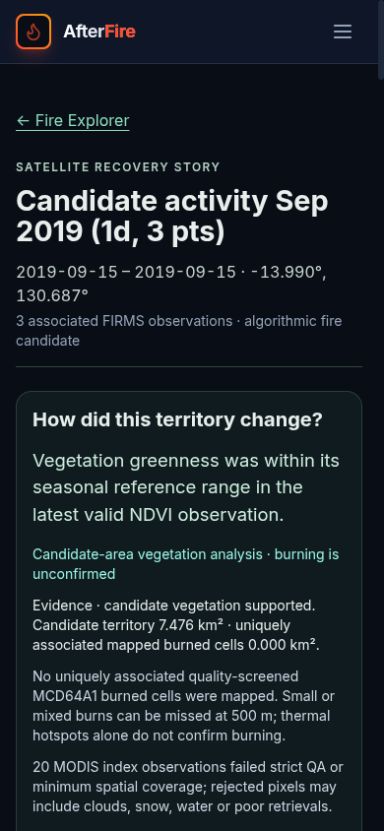 AfterFire
← Fire Explorer
SATELLITE RECOVERY STORY
Candidate activity Sep
2019 (1d, 3 pts)
2019-09-15 – 2019-09-15 · -13.990°,
130.687°
3 associated FIRMS observations · algorithmic fire
candidate
How did this territory change?
Vegetation greenness was within its
seasonal reference range in the
latest valid NDVI observation.
Candidate-area vegetation analysis · burning is
unconfirmed
Evidence · candidate vegetation supported.
Candidate territory 7.476 km² · uniquely
associated mapped burned cells 0.000 km².
No uniquely associated quality-screened
MCD64A1 burned cells were mapped. Small or
mixed burns can be missed at 500 m; thermal
hotspots alone do not confirm burning.
20 MODIS index observations failed strict QA or
minimum spatial coverage; rejected pixels may
include clouds, snow, water or poor retrievals.